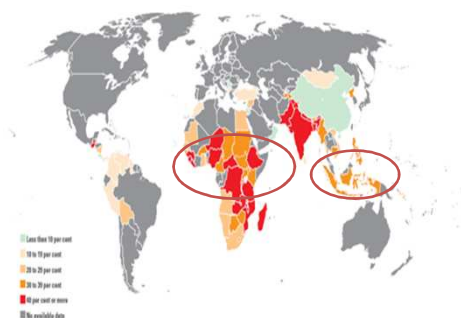 Less than 10 per cent
10 to 19 per cent
20 to 29 per cent
30 to 39 per cent
40 per cent or more
No available data